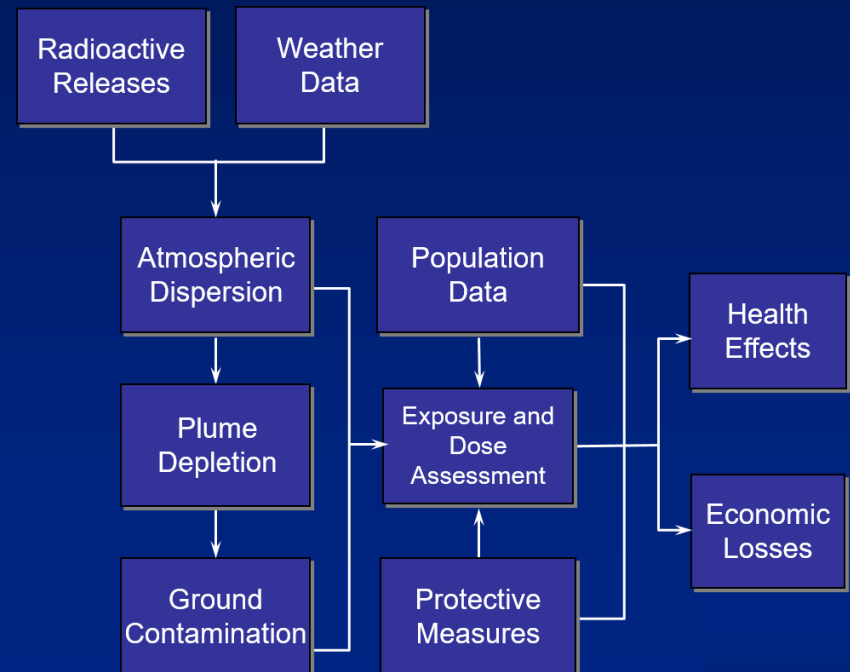 Radioactive
Releases
Weather
Data
Atmospheric
Dispersion
Population
Data
Health
Effects
Plume
Depletion
Exposure and
Dose
Assessment
Economic
Losses
Ground
Contamination
Protective
Measures